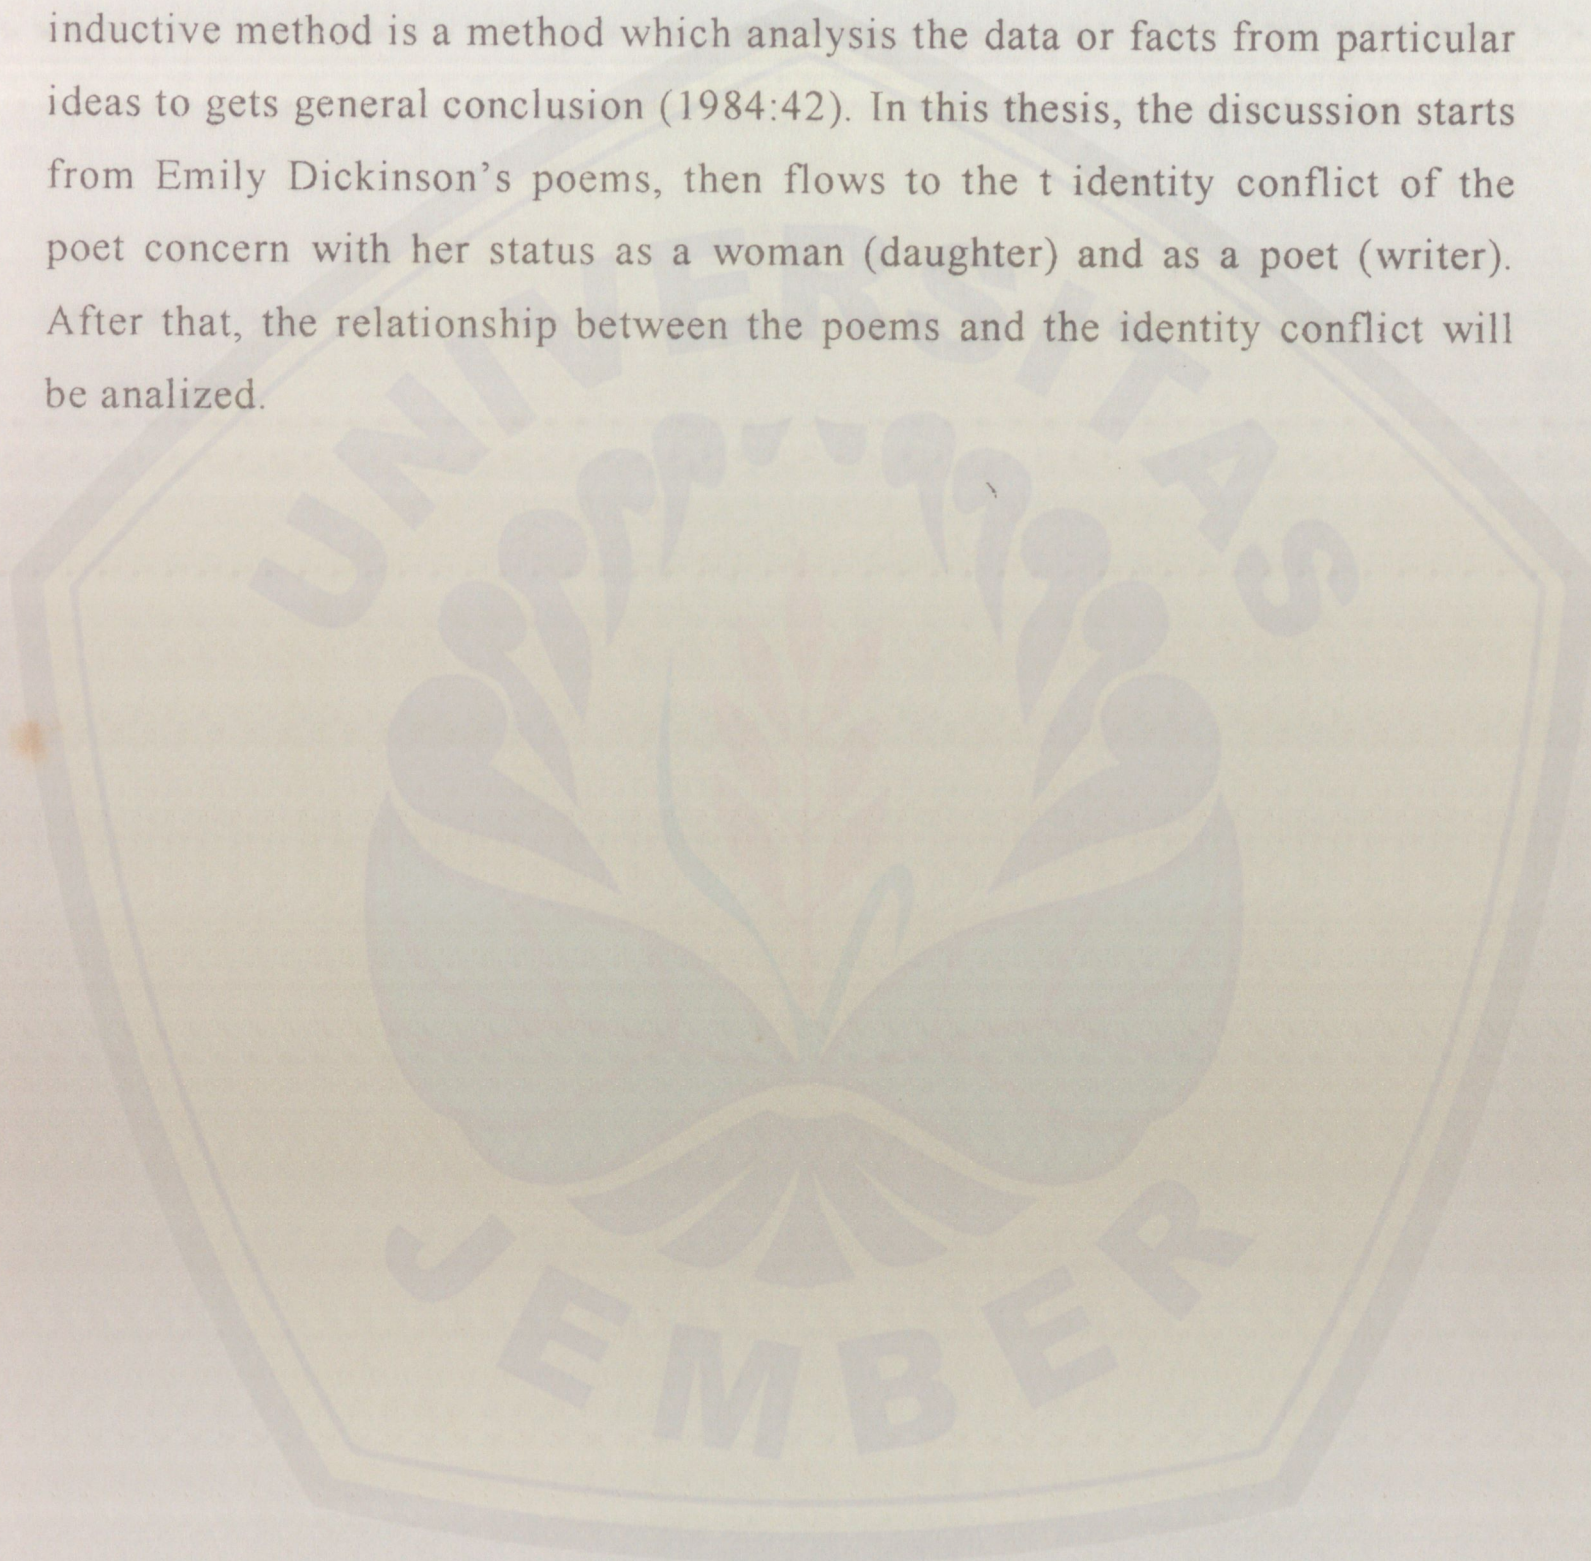 inductive method is a method which analysis the data or facts from particular
ideas to gets general conclusion (1984:42). In this thesis, the discussion starts
from Emily Dickinson's poems, then flows to the t identity conflict of the
poet concern with her status as a woman (daughter) and as a poet (writer).
After that, the relationship between the poems and the identity conflict will
be analized.
UNIVERSITAS
JEMBER